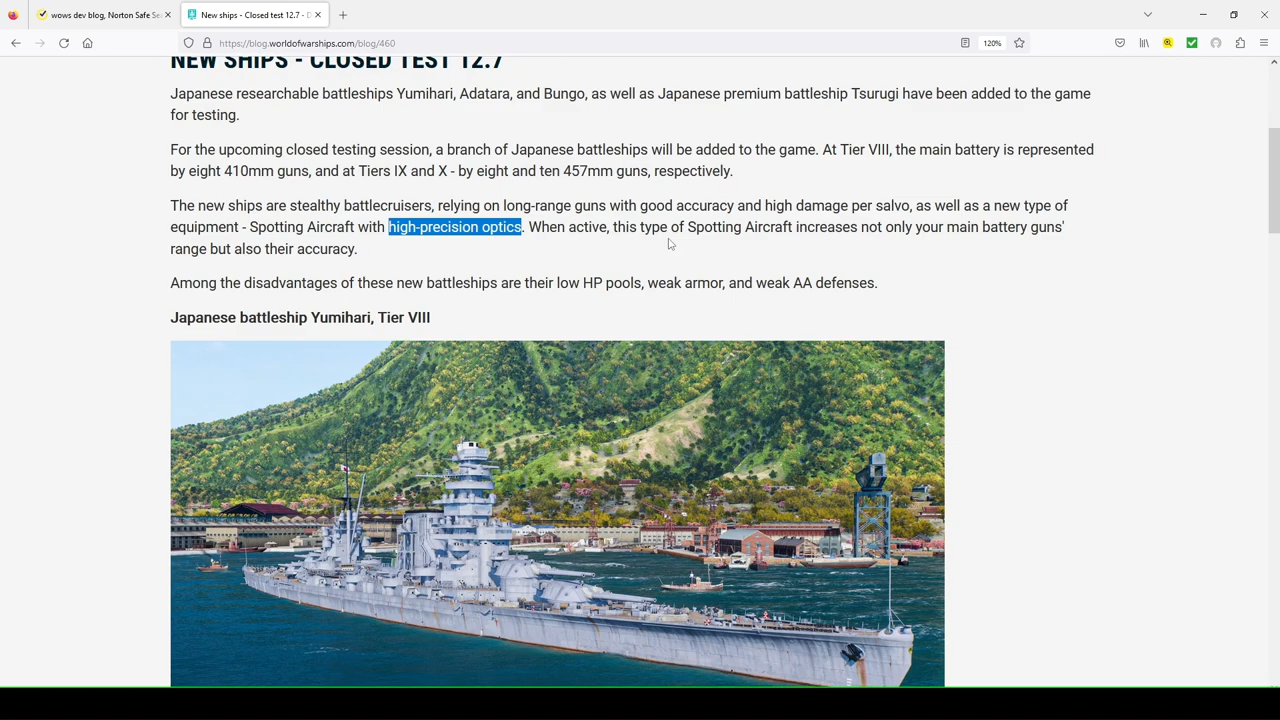 wows dev blog, Norton Safe Se
New ships - Closed test 12.7 - D
https://blog.worldofwarships.com/blog/460
120%
NEW SHIPS - CLOSED TEST 12.7
Japanese researchable battleships Yumihari, Adatara, and Bungo, as well as Japanese premium battleship Tsurugi have been added to the game
for testing.
For the upcoming closed testing session, a branch of Japanese battleships will be added to the game. At Tier VIII, the main battery is represented
by eight 410mm guns, and at Tiers IX and X - by eight and ten 457mm guns, respectively.
The new ships are stealthy battlecruisers, relying on long-range guns with good accuracy and high damage per salvo, as well as a new type of
equipment - Spotting Aircraft with high-precision optics. When active, this type of Spotting Aircraft increases not only your main battery guns'
range but also their accuracy.
Among the disadvantages of these new battleships are their low HP pools, weak armor, and weak AA defenses.
Japanese battleship Yumihari, Tier VIII